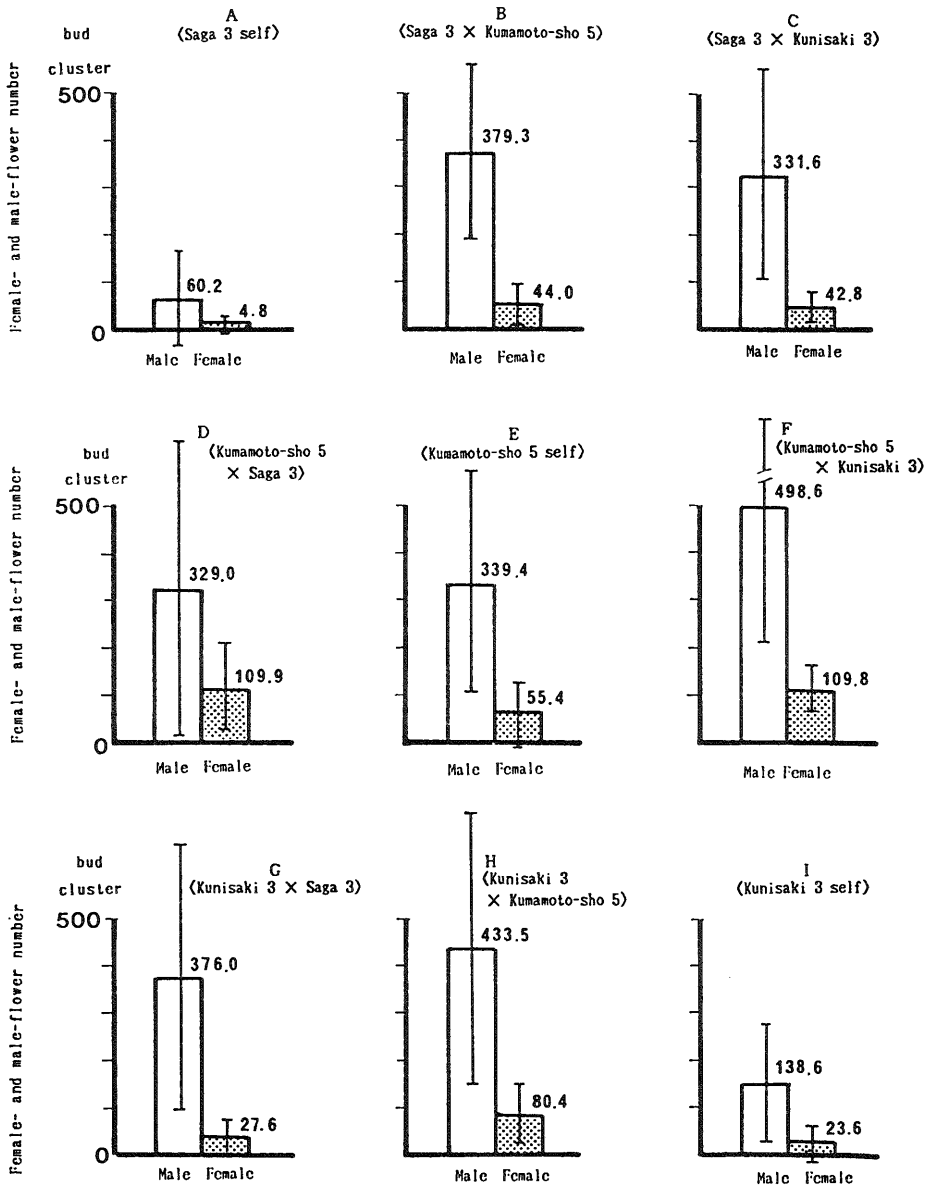 A
(Saga 3 self)
B
(Saga 3 × Kumamoto-sho 5)
C
(Saga 3 × Kunisaki 3)
bud
cluster
Female- and male-flower number
500
0
60.2
4.8
379.3
44.0
331.6
42.8
Male Female
Male Female
Male Female
D
(Kumamoto-sho 5
× Saga 3)
E
(Kumamoto-sho 5 self)
F
(Kumamoto-sho 5
× Kunisaki 3)
bud
cluster
Female- and male-flower number
500
0
329.0
109.9
339.4
55.4
498.6
109.8
Male Female
Male Female
Male Female
G
(Kunisaki 3 × Saga 3)
H
(Kunisaki 3
× Kumamoto-sho 5)
I
(Kunisaki 3 self)
bud
cluster
Female- and male-flower number
500
0
376.0
27.6
433.5
80.4
138.6
23.6
Male Female
Male Female
Male Female